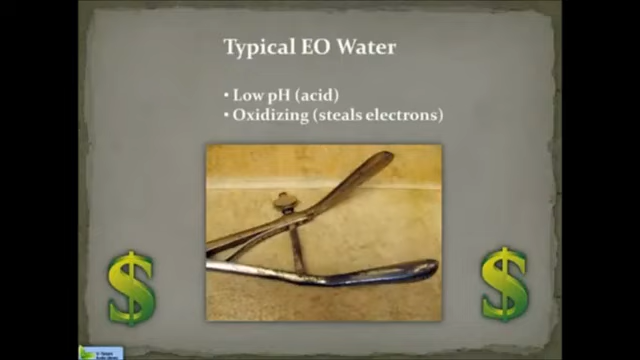 Typical EO Water
• Low pH (acid)
• Oxidizing (steals electrons)